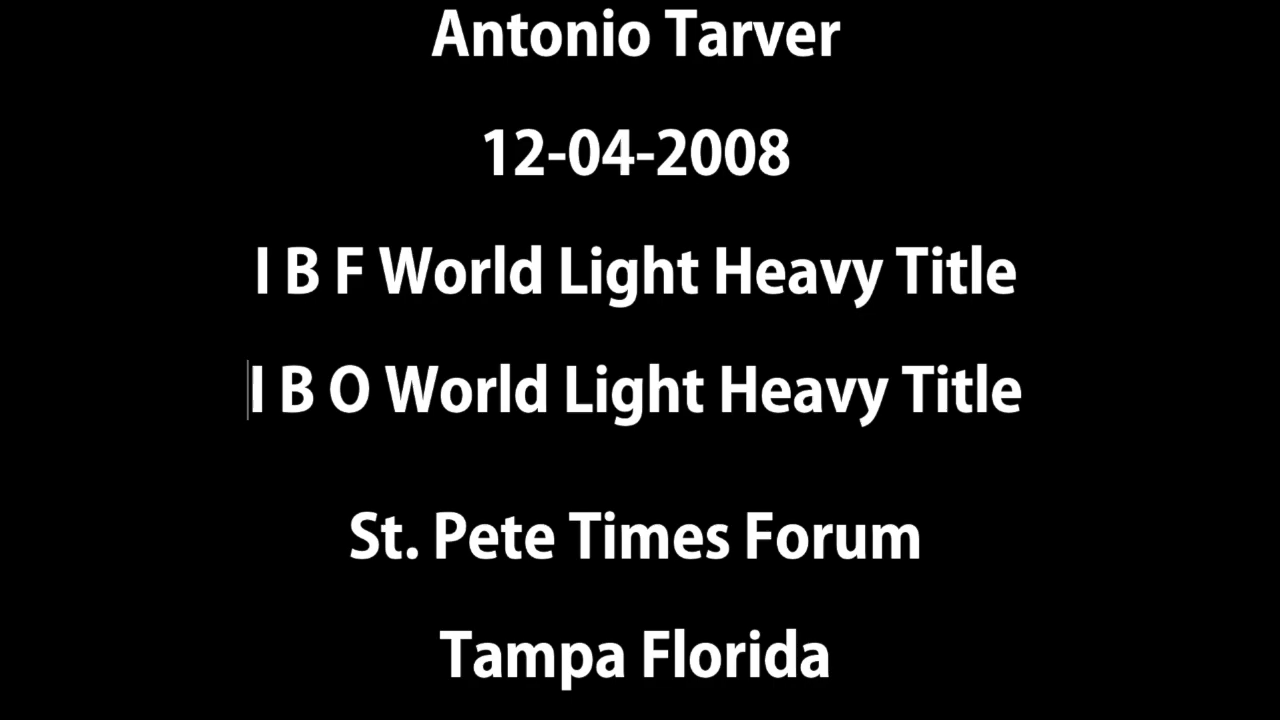 Antonio Tarver
12-04-2008
I B F World Light Heavy Title
I B O World Light Heavy Title
St. Pete Times Forum
Tampa Florida